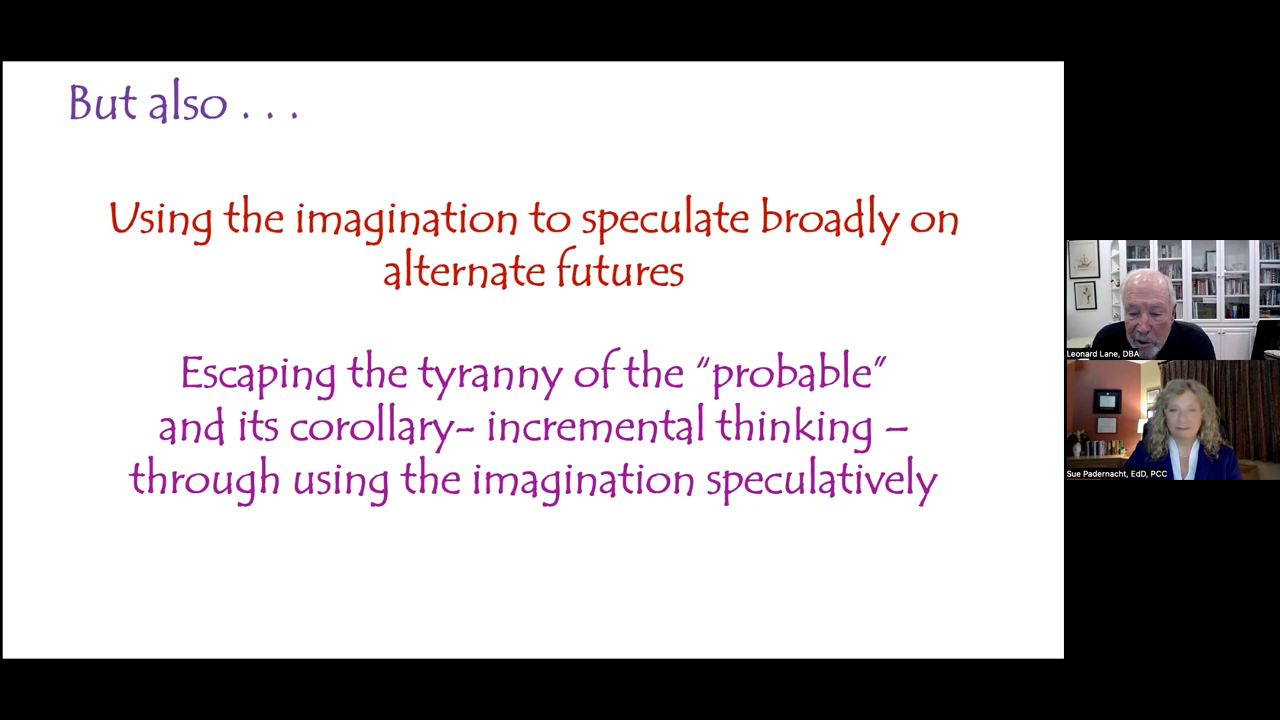 But also . . .
Using the imagination to speculate broadly on
alternate futures
Escaping the tyranny of the “probable“
and its corollary– incremental thinking –
through using the imagination speculatively
Leonard Lane, DBA
Sue Padernacht, EdD, PCC